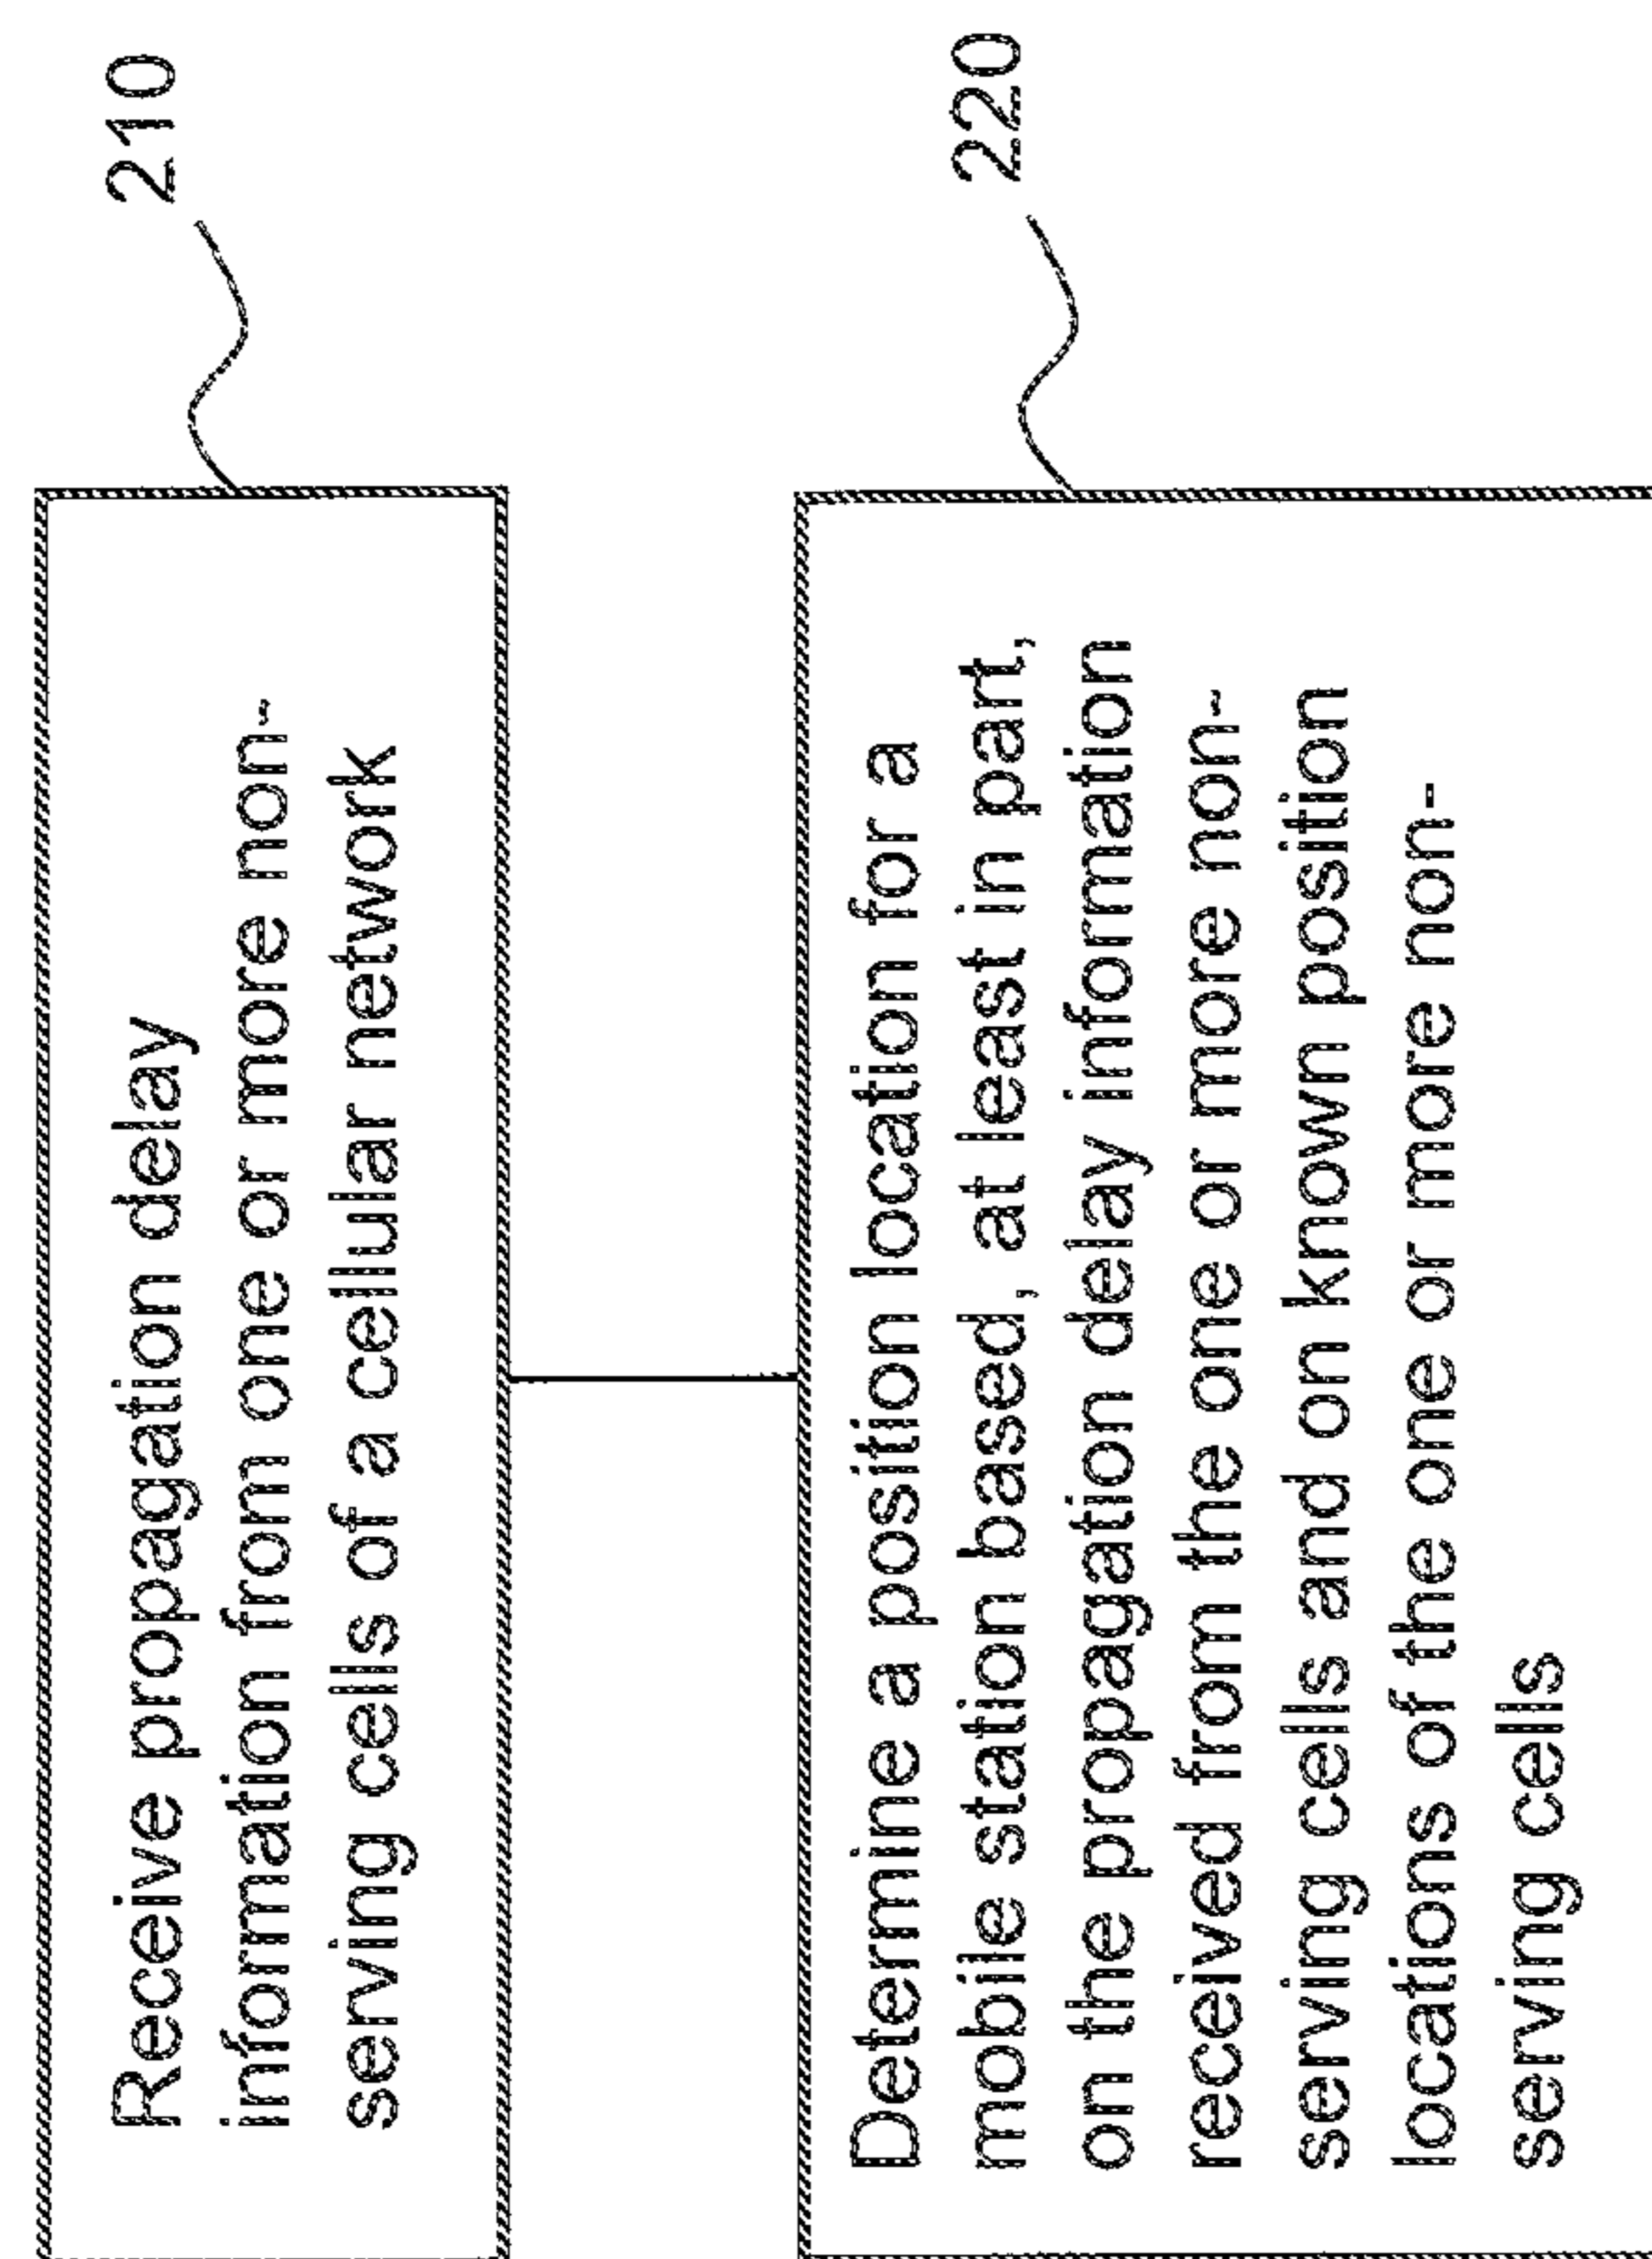 Receive propagation delay
information from one or more non-
serving cells of a cellular network
210
Determine a position location for a
mobile station based, at least in part,
on the propagation delay information
received from the one or more non-
serving cells and on known position
locations of the one or more non-
serving cells
220